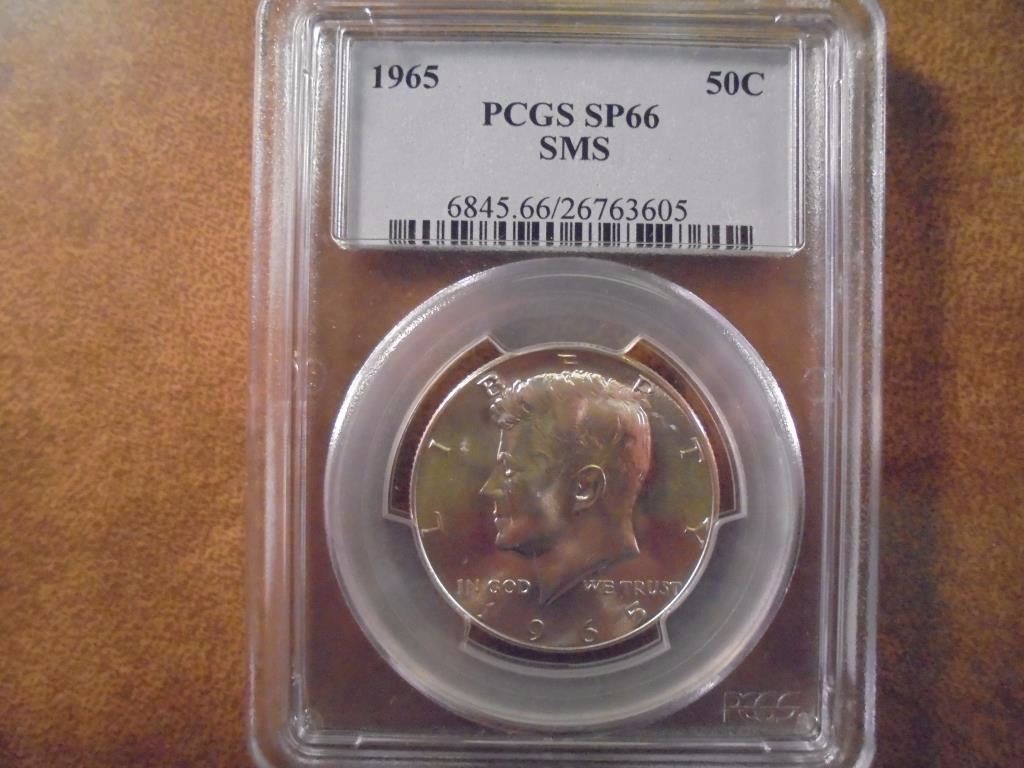 1965 50C
PCGS SP66
SMS
6845.66/26763605
LIBERTY
IN GOD WE TRUST
1965
PCGS